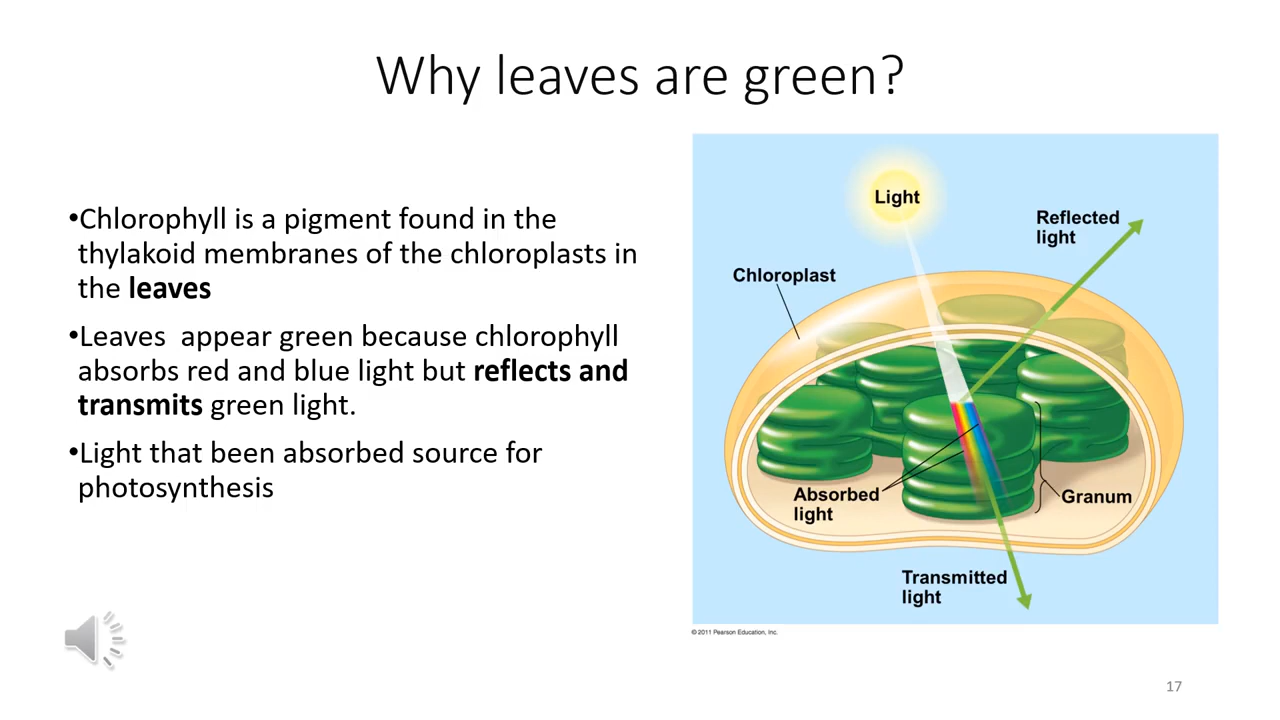 Why leaves are green?
•Chlorophyll is a pigment found in the
thylakoid membranes of the chloroplasts in
the leaves
•Leaves  appear green because chlorophyll
absorbs red and blue light but reflects and
transmits green light.
•Light that been absorbed source for
photosynthesis
Light
Reflected
light
Chloroplast
Absorbed
light
Granum
Transmitted
light
© 2011 Pearson Education, Inc.
17